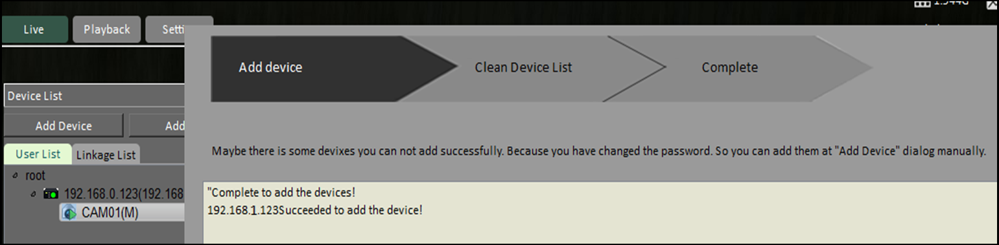 1.544G
Live
Playback
Setti
Add device
Clean Device List
Complete
Device List
Add Device
Add
User List
Linkage List
Maybe there is some devixes you can not add successfully. Because you have changed the password. So you can add them at "Add Device" dialog manually.
root
192.168.0.123(192.168
CAM01(M)
"Complete to add the devices!
192.168.1.123Succeeded to add the device!